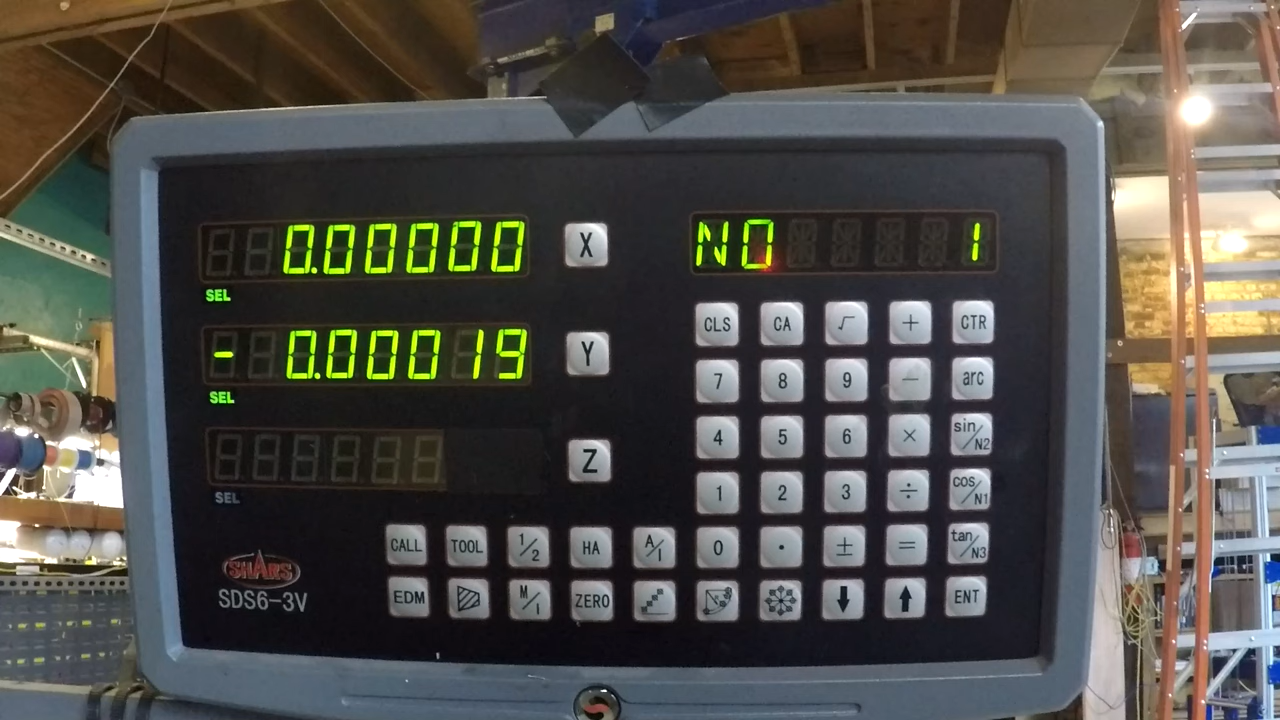 0.00000 X NO 1
SEL
- 0.00019 Y
SEL
Z
SEL
CLS CA √ + CTR
7 8 9 − arc
4 5 6 × sin/N2
1 2 3 ÷ cos/N1
CALL TOOL 1/2 HA A/I 0 . ± = tan/N3
EDM M/I ZERO ENT
SHARS
SDS6-3V